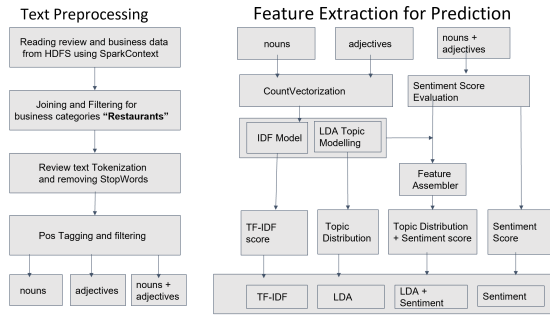 Text Preprocessing
Reading review and business data
from HDFS using SparkContext
Joining and Filtering for
business categories “Restaurants”
Review text Tokenization
and removing StopWords
Pos Tagging and filtering
nouns
adjectives
nouns +
adjectives
Feature Extraction for Prediction
nouns
adjectives
nouns +
adjectives
CountVectorization
Sentiment Score
Evaluation
IDF Model
LDA Topic
Modelling
Feature
Assembler
TF-IDF
score
Topic
Distribution
Topic Distribution
+ Sentiment score
Sentiment
Score
TF-IDF
LDA
LDA +
Sentiment
Sentiment